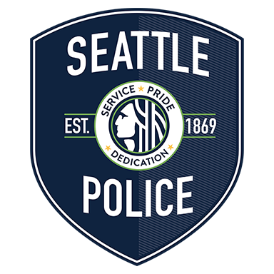 SEATTLE
SERVICE ★ PRIDE
EST. 1869
★ DEDICATION ★
POLICE